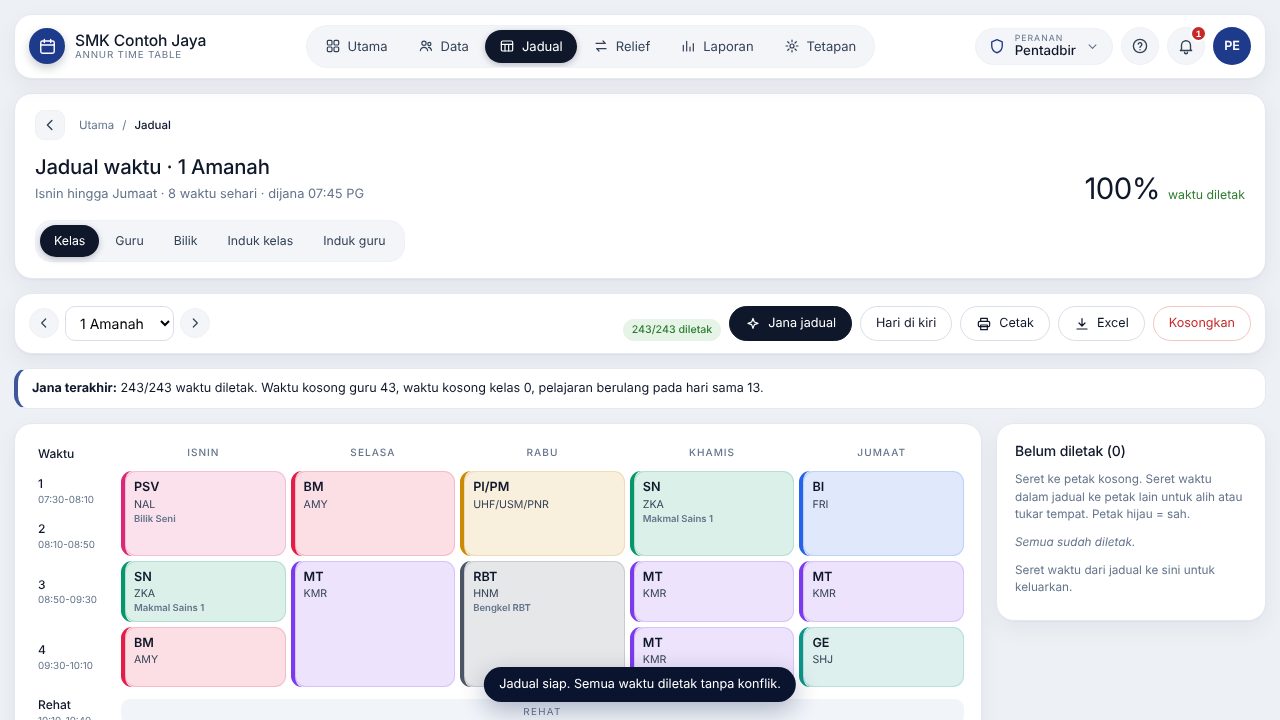 SMK Contoh Jaya
ANNUR TIME TABLE
Utama
Data
Jadual
Relief
Laporan
Tetapan
PERANAN
Pentadbir
1
PE
Utama / Jadual
Jadual waktu · 1 Amanah
Isnin hingga Jumaat · 8 waktu sehari · dijana 07:45 PG
100% waktu diletak
Kelas
Guru
Bilik
Induk kelas
Induk guru
1 Amanah
243/243 diletak
Jana jadual
Hari di kiri
Cetak
Excel
Kosongkan
Jana terakhir: 243/243 waktu diletak. Waktu kosong guru 43, waktu kosong kelas 0, pelajaran berulang pada hari sama 13.
Waktu
ISNIN
SELASA
RABU
KHAMIS
JUMAAT
1
07:30-08:10
2
08:10-08:50
PSV
NAL
Bilik Seni
BM
AMY
PI/PM
UHF/USM/PNR
SN
ZKA
Makmal Sains 1
BI
FRI
3
08:50-09:30
SN
ZKA
Makmal Sains 1
MT
KMR
RBT
HNM
Bengkel RBT
MT
KMR
MT
KMR
4
09:30-10:10
BM
AMY
MT
KMR
GE
SHJ
Rehat
10:10-10:40
REHAT
Belum diletak (0)
Seret ke petak kosong. Seret waktu
dalam jadual ke petak lain untuk alih atau
tukar tempat. Petak hijau = sah.
Semua sudah diletak.
Seret waktu dari jadual ke sini untuk
keluarkan.
Jadual siap. Semua waktu diletak tanpa konflik.